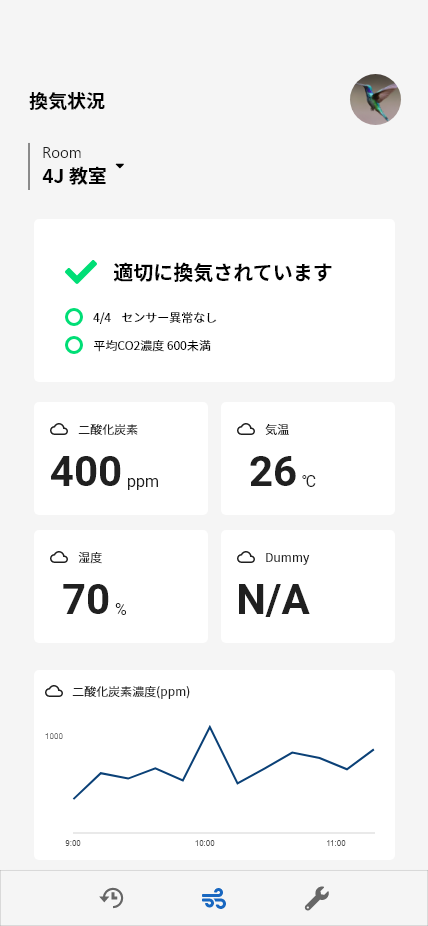 換気状況
Room
4J 教室
適切に換気されています
4/4 センサー異常なし
平均CO2濃度 600未満
二酸化炭素
400 ppm
気温
26 ℃
湿度
70 %
Dummy
N/A
二酸化炭素濃度(ppm)
1000
9:00 10:00 11:00